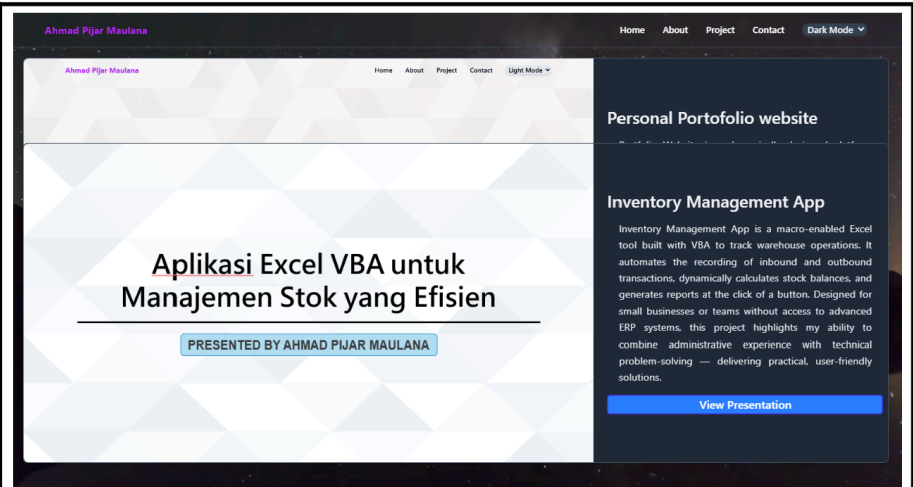 Ahmad Pijar Maulana
Home About Project Contact Dark Mode
Ahmad Pijar Maulana
Home About Project Contact Light Mode
Personal Portofolio website
Inventory Management App
Inventory Management App is a macro-enabled Excel
tool built with VBA to track warehouse operations. It
automates the recording of inbound and outbound
transactions, dynamically calculates stock balances, and
generates reports at the click of a button. Designed for
small businesses or teams without access to advanced
ERP systems, this project highlights my ability to
combine administrative experience with technical
problem-solving — delivering practical, user-friendly
solutions.
View Presentation
Aplikasi Excel VBA untuk
Manajemen Stok yang Efisien
PRESENTED BY AHMAD PIJAR MAULANA